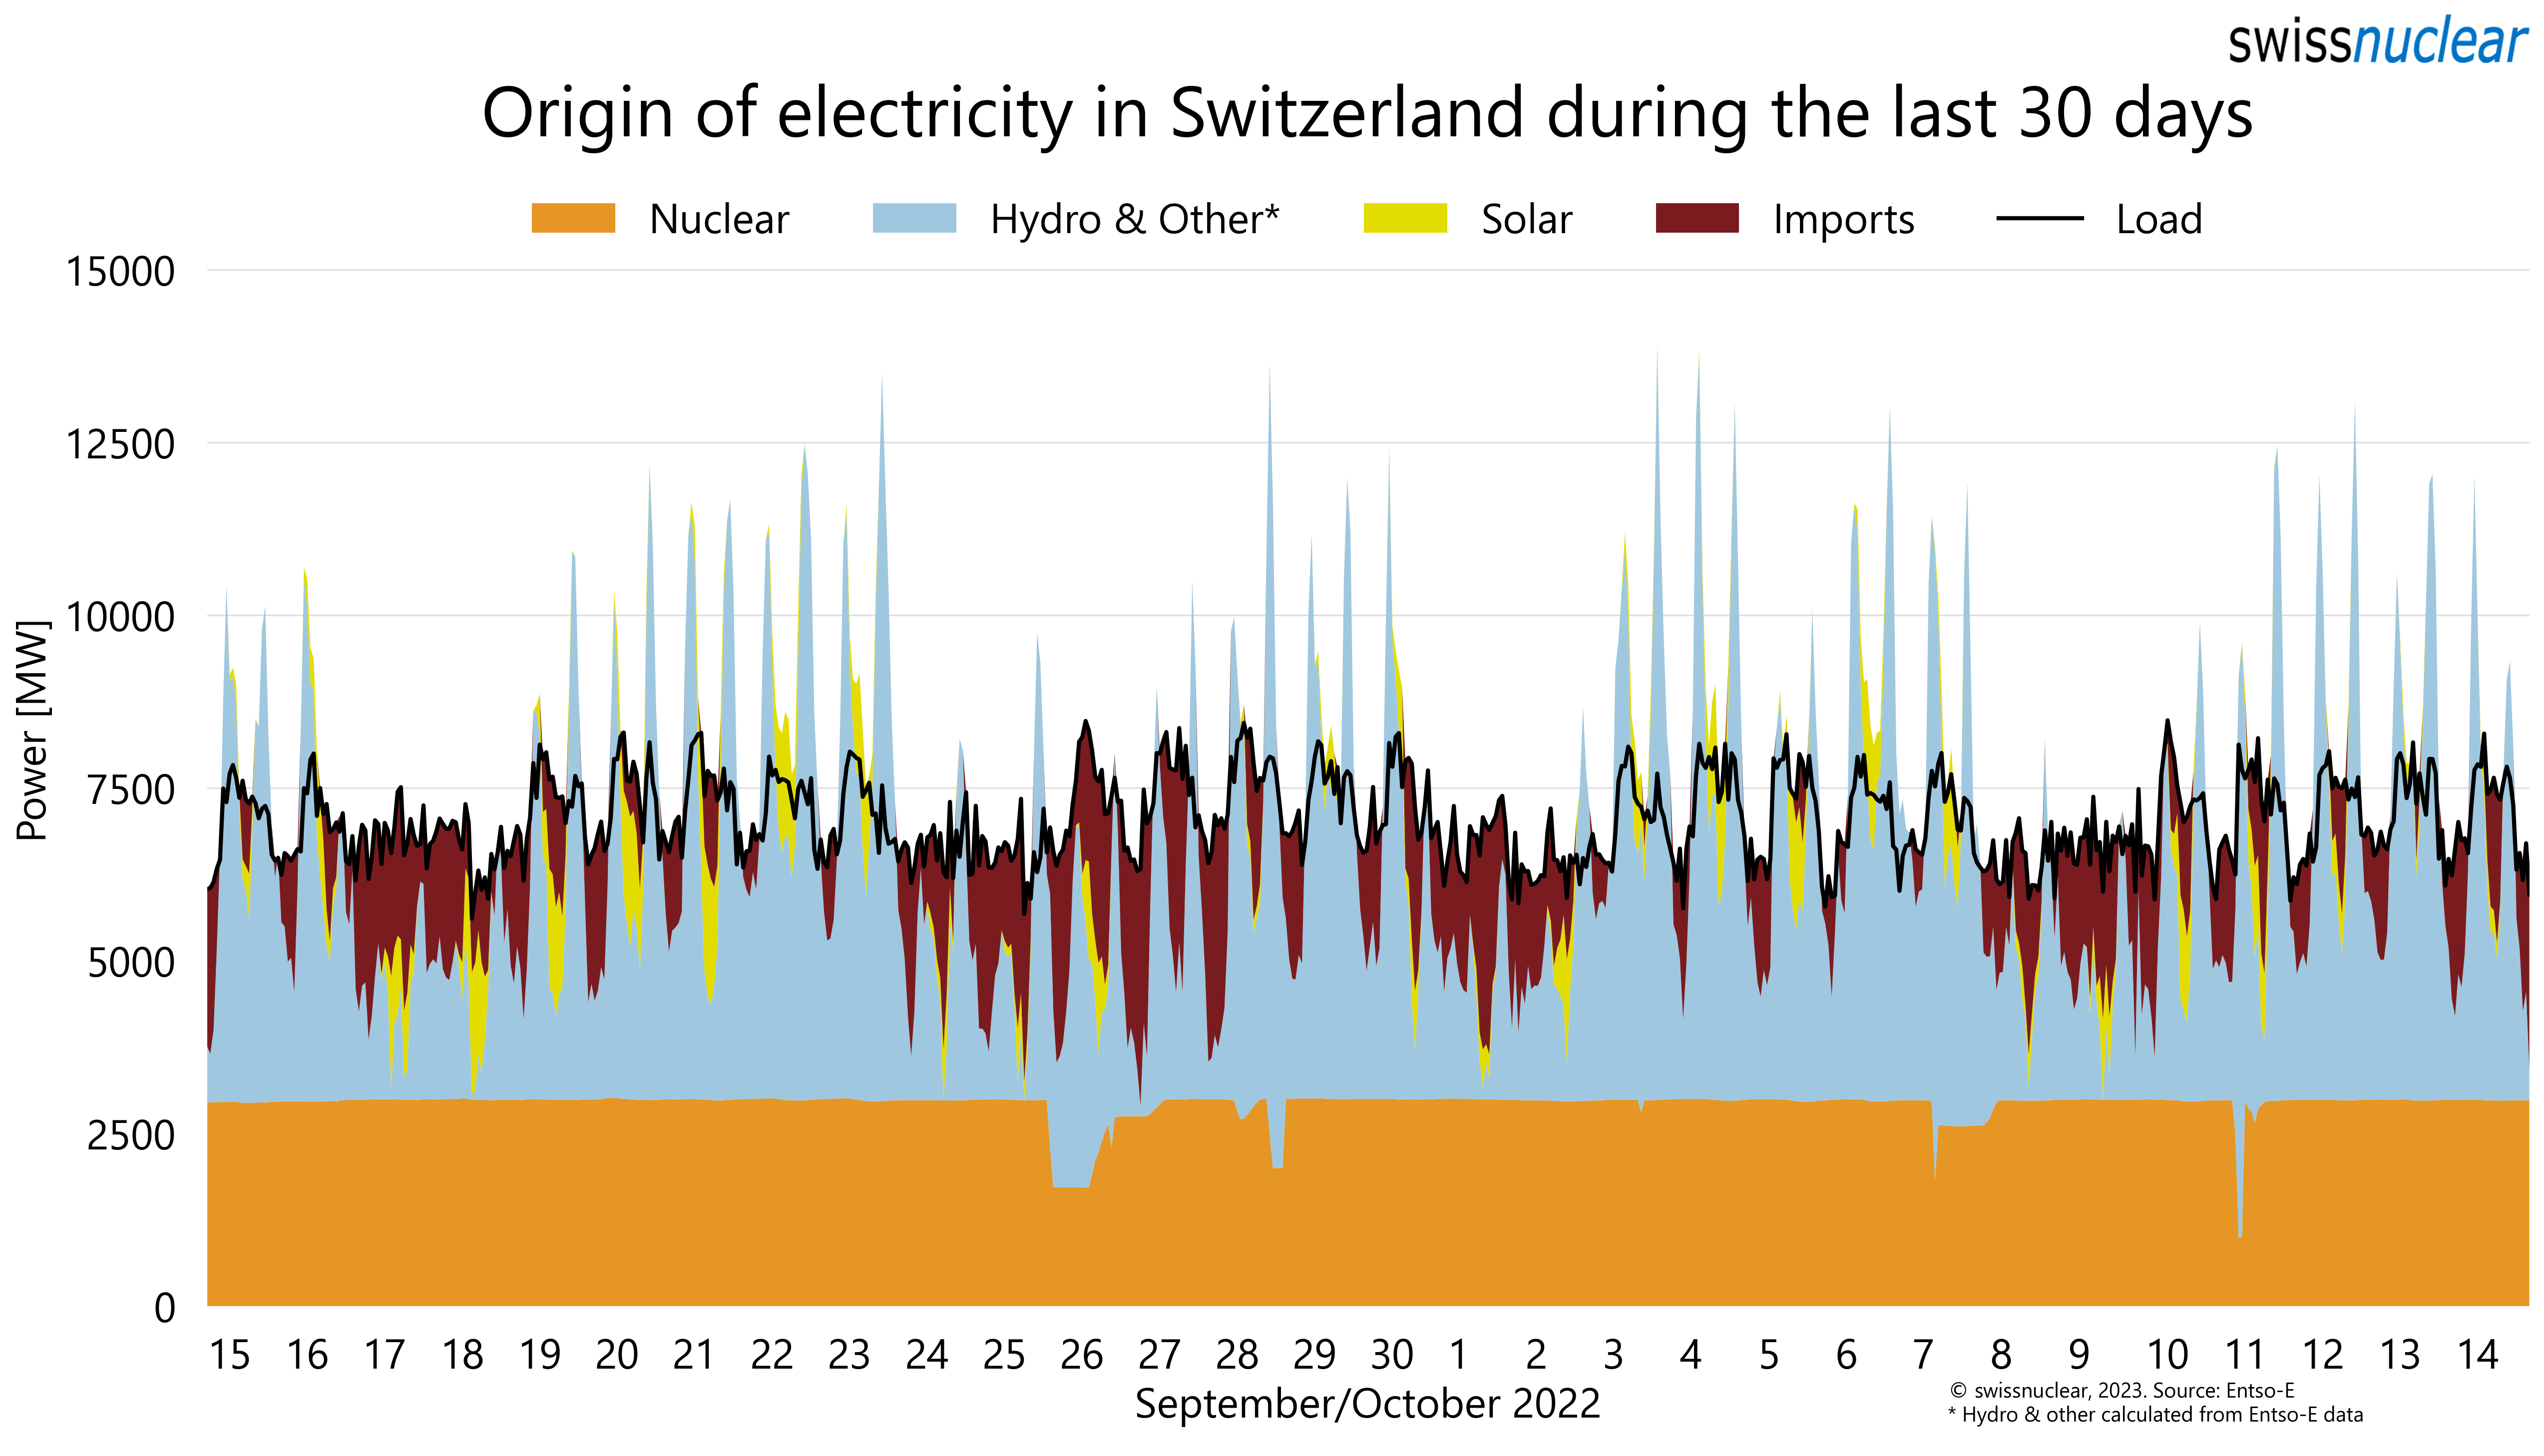 swissnuclear
Origin of electricity in Switzerland during the last 30 days
Nuclear Hydro & Other* Solar Imports Load
15000
12500
10000
7500
5000
2500
0
Power [MW]
15 16 17 18 19 20 21 22 23 24 25 26 27 28 29 30 1 2 3 4 5 6 7 8 9 10 11 12 13 14
September/October 2022
© swissnuclear, 2023. Source: Entso-E
* Hydro & other calculated from Entso-E data